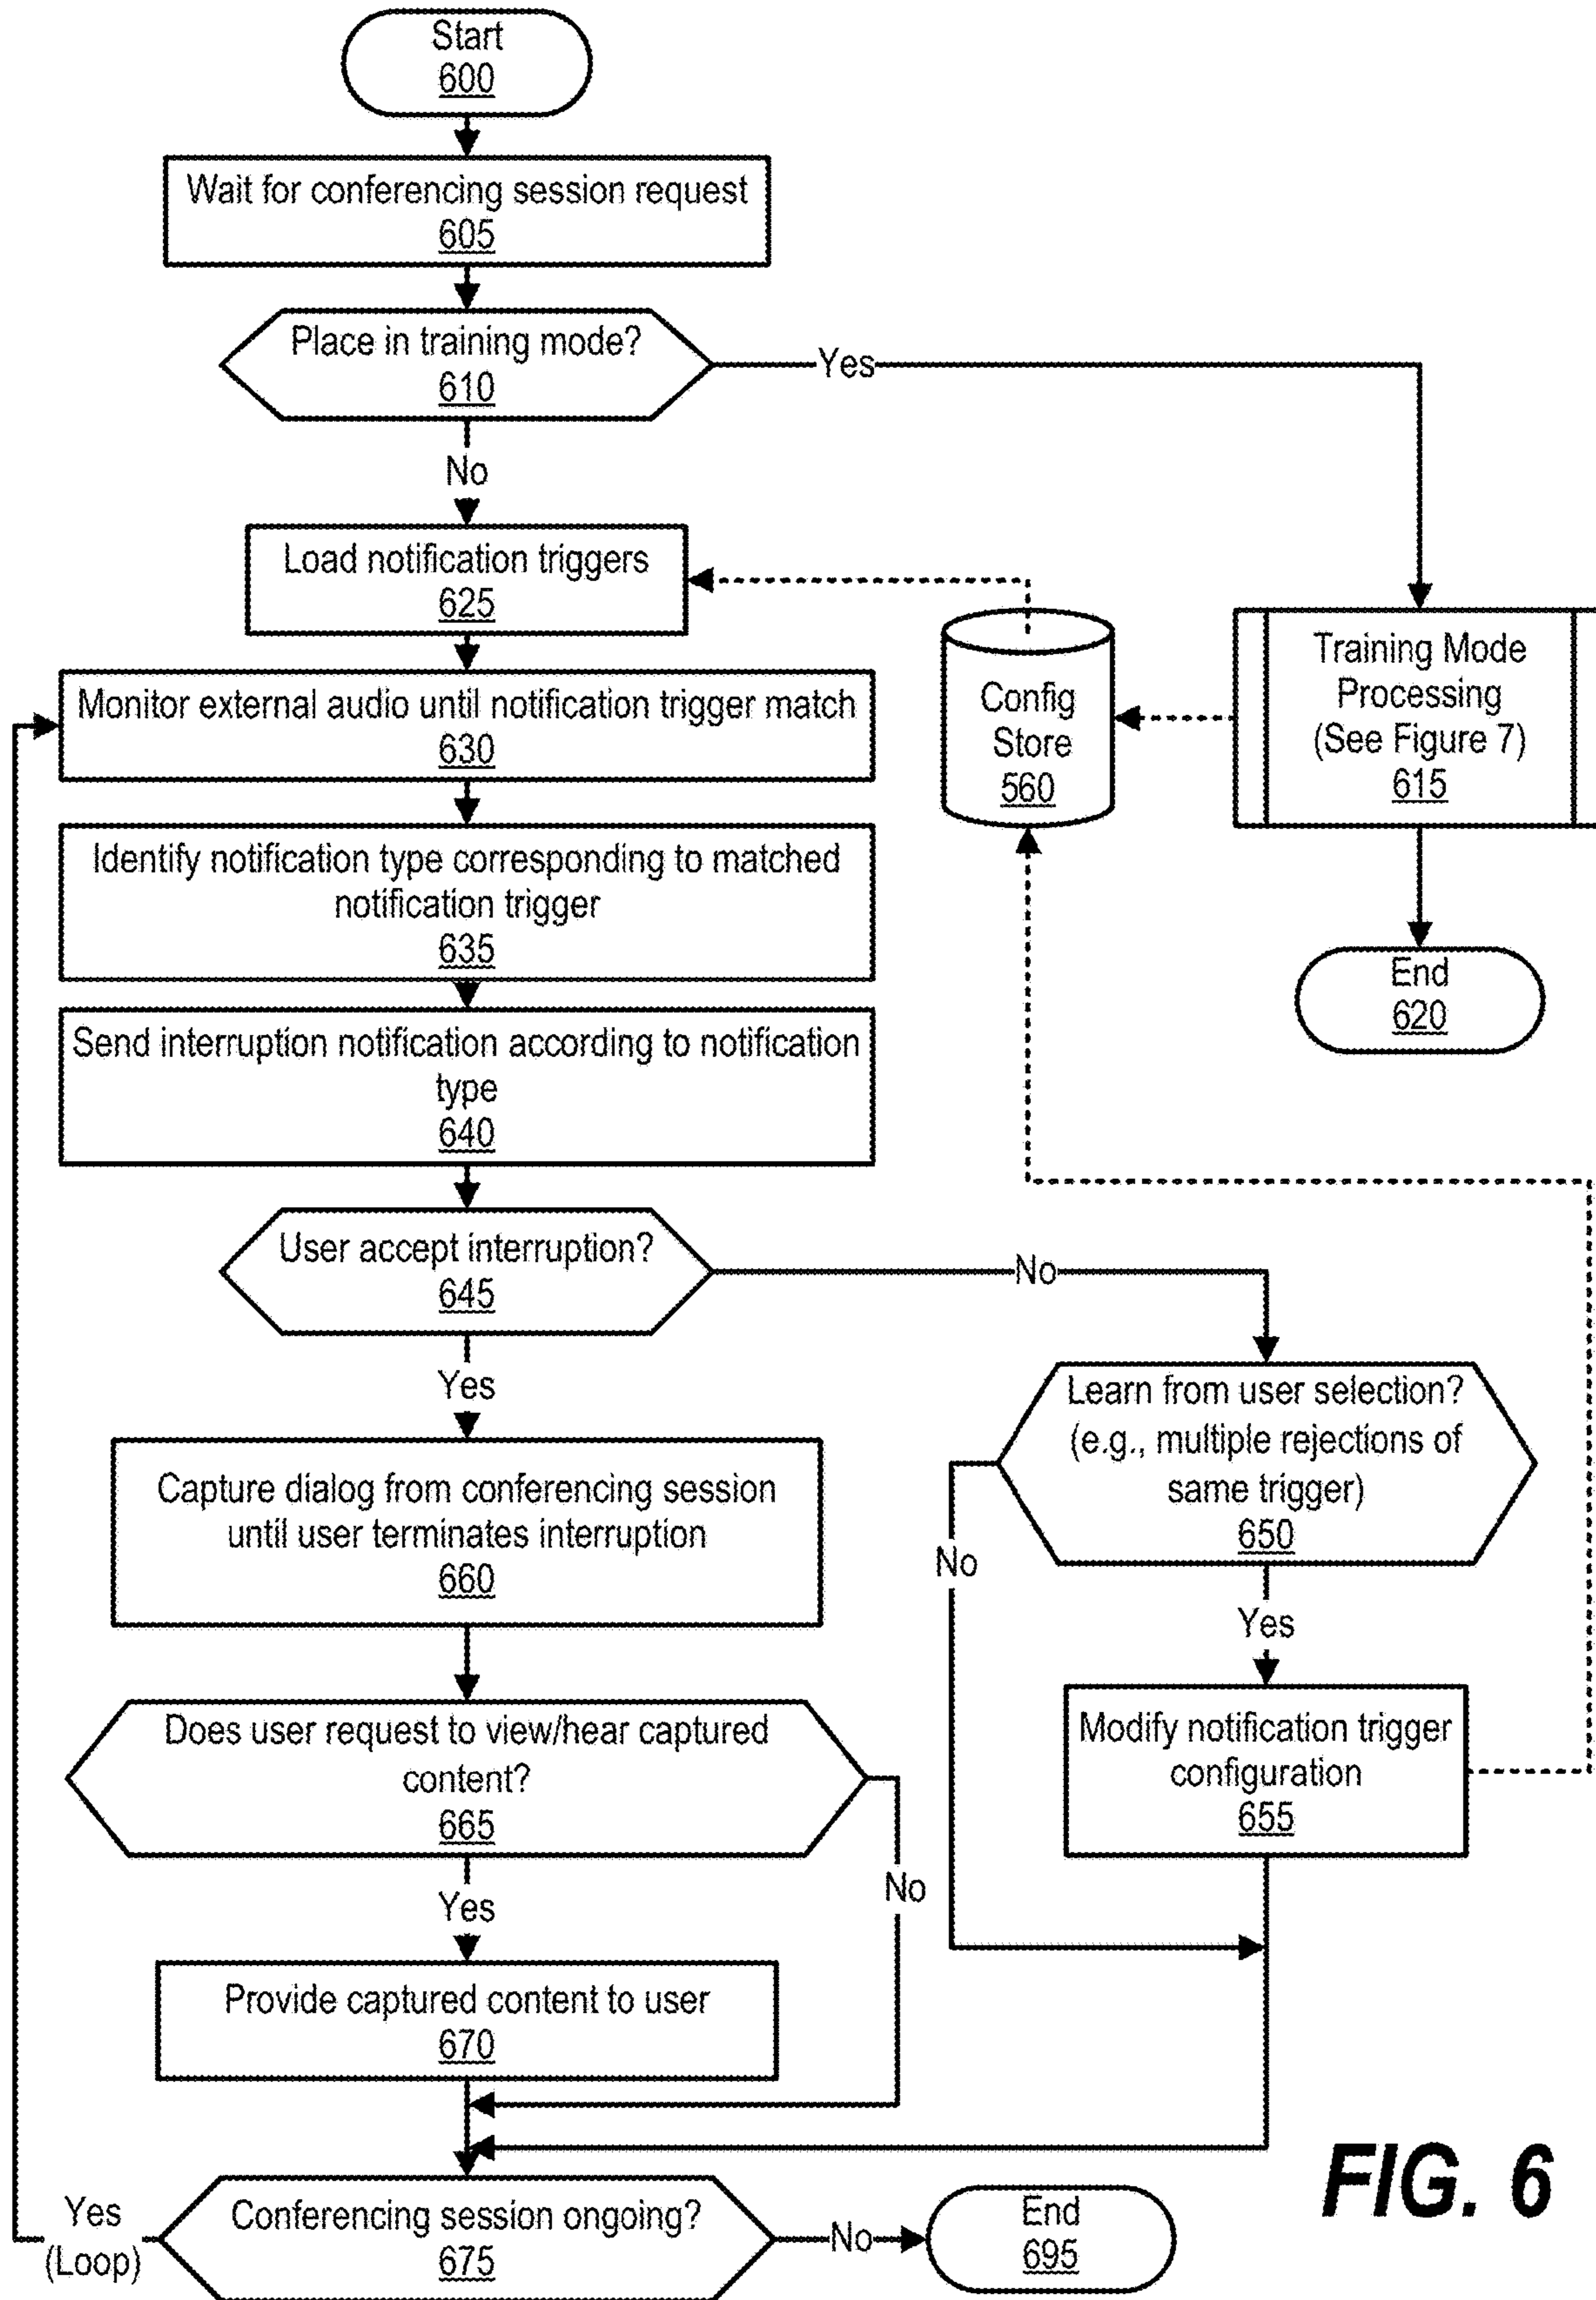 Start
600
Wait for conferencing session request
605
Place in training mode?
610
Yes
No
Load notification triggers
625
Monitor external audio until notification trigger match
630
Config
Store
560
Training Mode
Processing
(See Figure 7)
615
Identify notification type corresponding to matched
notification trigger
635
End
620
Send interruption notification according to notification
type
640
User accept interruption?
645
No
Yes
Learn from user selection?
(e.g., multiple rejections of
same trigger)
650
No
Yes
Capture dialog from conferencing session
until user terminates interruption
660
Modify notification trigger
configuration
655
Does user request to view/hear captured
content?
665
No
Yes
Provide captured content to user
670
Conferencing session ongoing?
675
Yes
(Loop)
No
End
695
FIG. 6